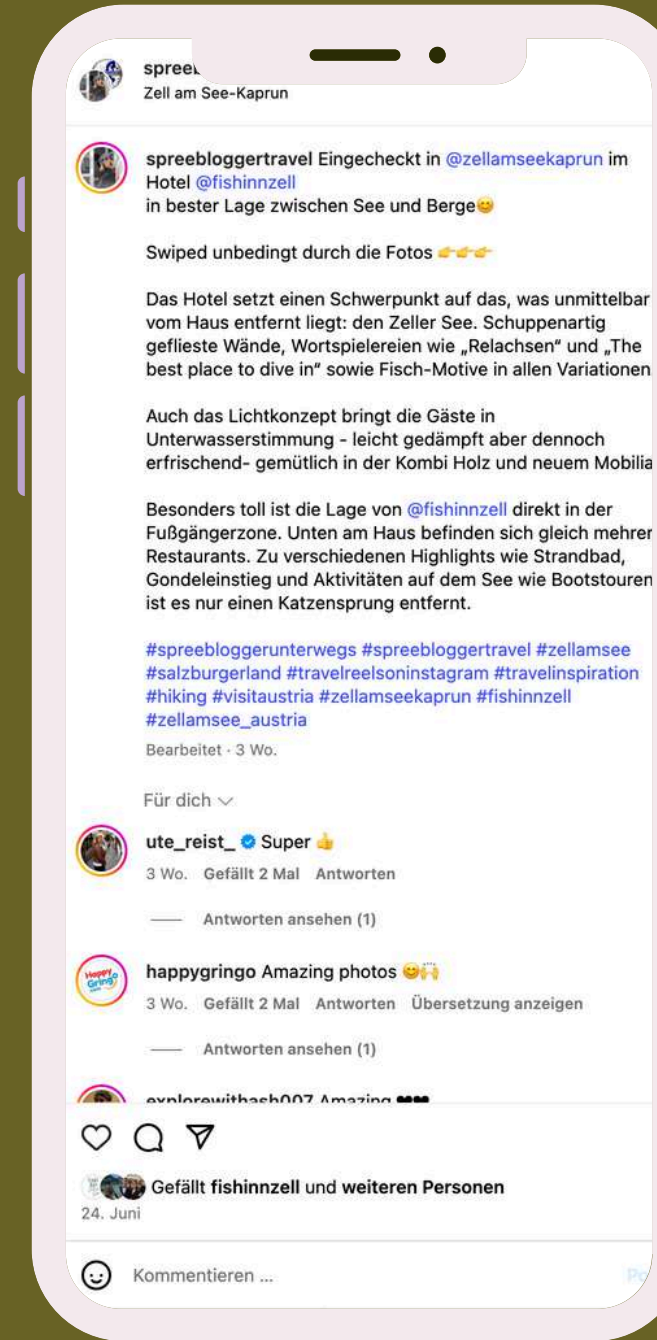 spree
Zell am See-Kaprun
spreebloggertravel Eingecheckt in @zellamseekaprun im
Hotel @fishinnzell
in bester Lage zwischen See und Berge😊
Swiped unbedingt durch die Fotos 👉👉👉
Das Hotel setzt einen Schwerpunkt auf das, was unmittelbar
vom Haus entfernt liegt: den Zeller See. Schuppenartig
geflieste Wände, Wortspielereien wie „Relachsen“ und „The
best place to dive in“ sowie Fisch-Motive in allen Variationen
Auch das Lichtkonzept bringt die Gäste in
Unterwasserstimmung - leicht gedämpft aber dennoch
erfrischend- gemütlich in der Kombi Holz und neuem Mobilia
Besonders toll ist die Lage von @fishinnzell direkt in der
Fußgängerzone. Unten am Haus befinden sich gleich mehrer
Restaurants. Zu verschiedenen Highlights wie Strandbad,
Gondeleinstieg und Aktivitäten auf dem See wie Bootstouren
ist es nur einen Katzensprung entfernt.
#spreebloggerunterwegs #spreebloggertravel #zellamsee
#salzburgerland #travelreelsoninstagram #travelinspiration
#hiking #visitaustria #zellamseekaprun #fishinnzell
#zellamsee_austria
Bearbeitet · 3 Wo.
Für dich
ute_reist_ Super 👍
3 Wo. Gefällt 2 Mal Antworten
Antworten ansehen (1)
Happy Gringo
happygringo Amazing photos 😊🙌
3 Wo. Gefällt 2 Mal Antworten Übersetzung anzeigen
Antworten ansehen (1)
explorewithash007 Amazing 🖤🖤
Gefällt fishinnzell und weiteren Personen
24. Juni
Kommentieren ...
Po